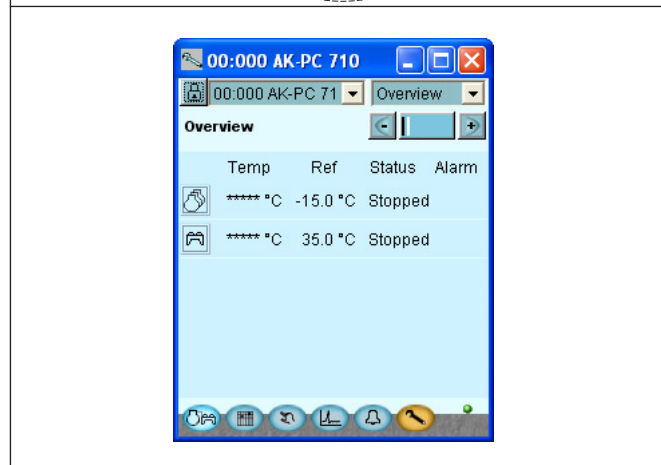 00:000 AK-PC 710
00:000 AK-PC 71 Overview
Overview - +
Temp Ref Status Alarm
***** °C -15.0 °C Stopped
***** °C 35.0 °C Stopped